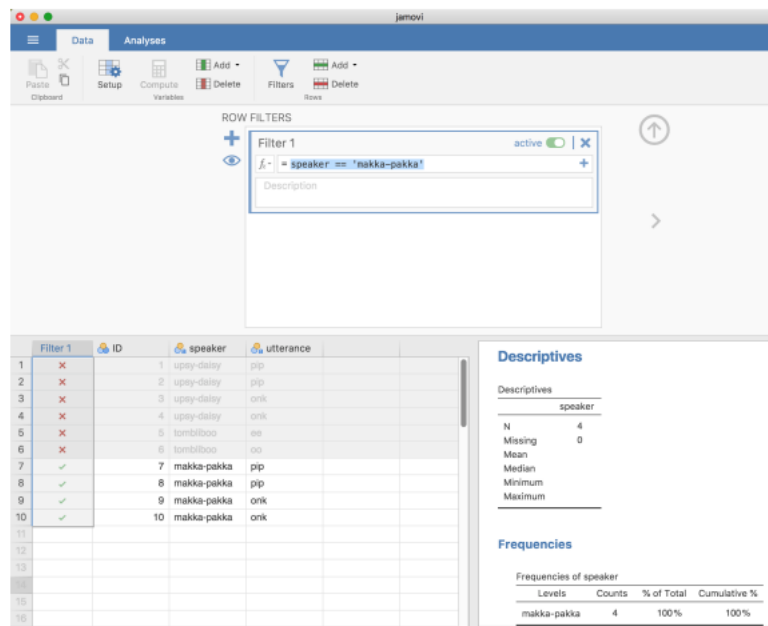 jamovi
Data Analyses
Paste Setup Compute Add Delete Filters Add Delete
Clipboard Variables Rows
ROW FILTERS
Filter 1 active
fx = speaker == 'makka-pakka'
Description
Filter 1 ID speaker utterance
1 1 upsy-daisy pip
2 2 upsy-daisy pip
3 3 upsy-daisy onk
4 4 upsy-daisy onk
5 5 tombliboo ee
6 6 tombliboo oo
7 7 makka-pakka pip
8 8 makka-pakka pip
9 9 makka-pakka onk
10 10 makka-pakka onk
11
12
13
14
15
16
Descriptives
Descriptives
speaker
N 4
Missing 0
Mean
Median
Minimum
Maximum
Frequencies
Frequencies of speaker
Levels Counts % of Total Cumulative %
makka-pakka 4 100% 100%